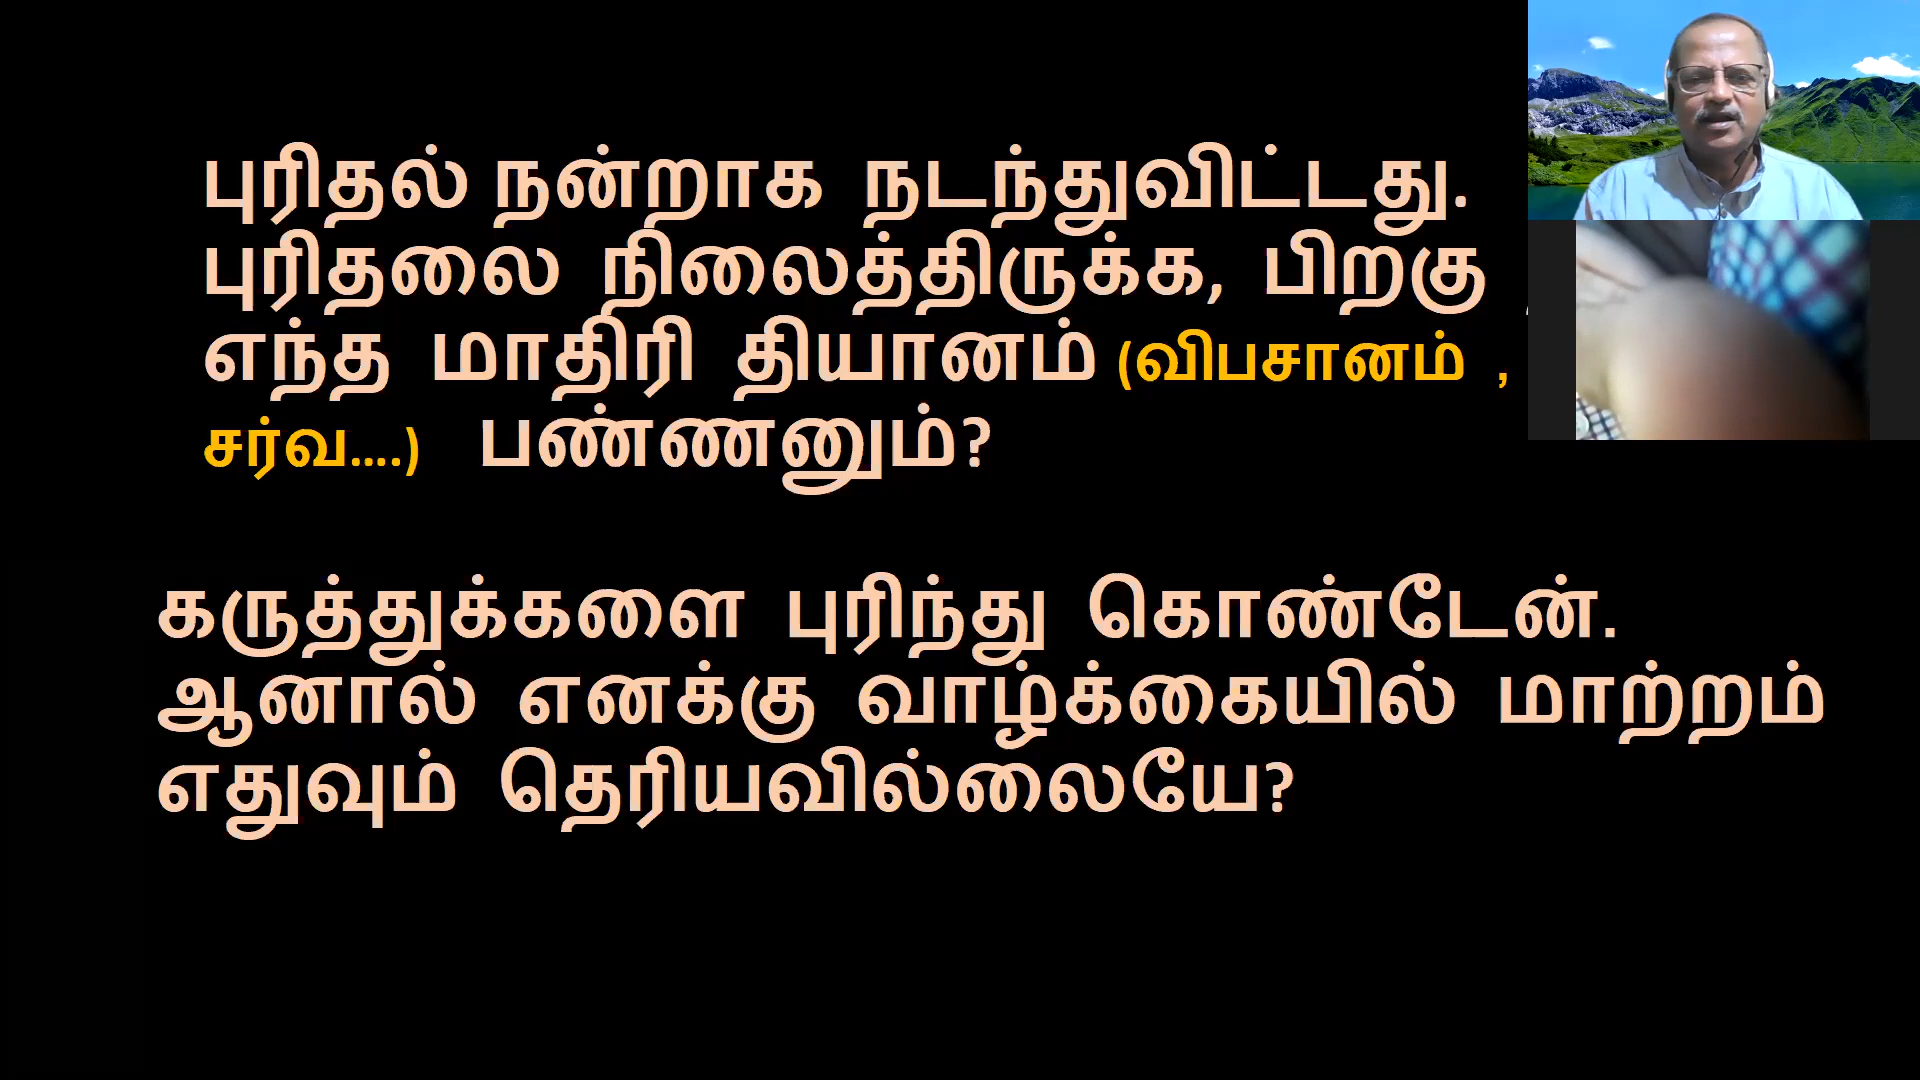 புரிதல் நன்றாக நடந்துவிட்டது.
புரிதலை நிலைத்திருக்க, பிறகு
எந்த மாதிரி தியானம் (விபசானம் ,
சர்வ....) பண்ணனும்?
கருத்துக்களை புரிந்து கொண்டேன்.
ஆனால் எனக்கு வாழ்க்கையில் மாற்றம்
எதுவும் தெரியவில்லையே?